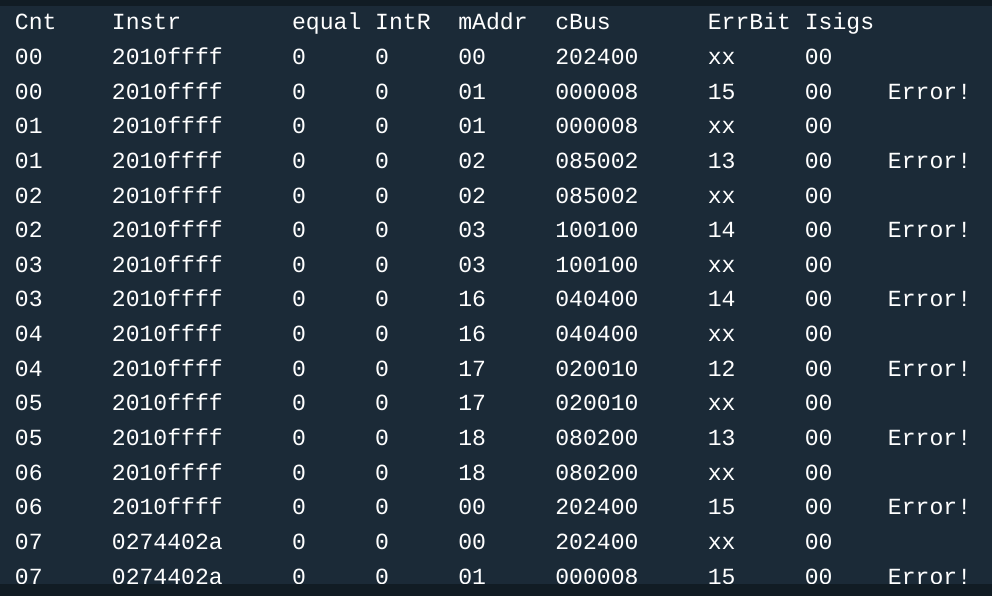 Cnt Instr equal IntR mAddr cBus ErrBit Isigs
00 2010ffff 0 0 00 202400 xx 00
00 2010ffff 0 0 01 000008 15 00 Error!
01 2010ffff 0 0 01 000008 xx 00
01 2010ffff 0 0 02 085002 13 00 Error!
02 2010ffff 0 0 02 085002 xx 00
02 2010ffff 0 0 03 100100 14 00 Error!
03 2010ffff 0 0 03 100100 xx 00
03 2010ffff 0 0 16 040400 14 00 Error!
04 2010ffff 0 0 16 040400 xx 00
04 2010ffff 0 0 17 020010 12 00 Error!
05 2010ffff 0 0 17 020010 xx 00
05 2010ffff 0 0 18 080200 13 00 Error!
06 2010ffff 0 0 18 080200 xx 00
06 2010ffff 0 0 00 202400 15 00 Error!
07 0274402a 0 0 00 202400 xx 00
07 0274402a 0 0 01 000008 15 00 Error!